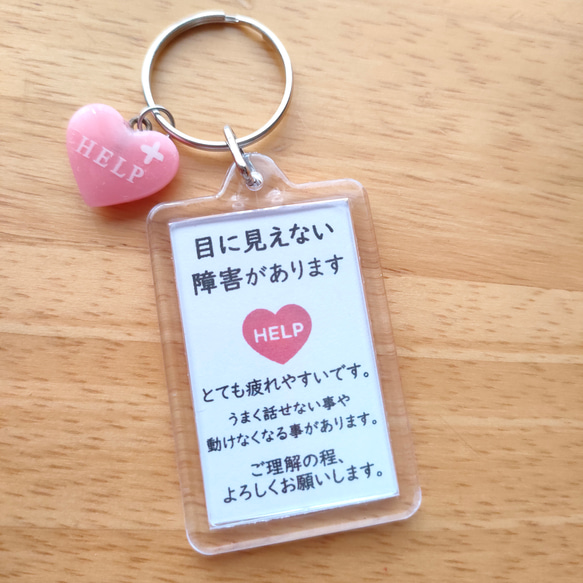 HELP
目に見えない
障害があります
HELP
とても疲れやすいです。
うまく話せない事や
動けなくなる事があります。
ご理解の程、
よろしくお願いします。